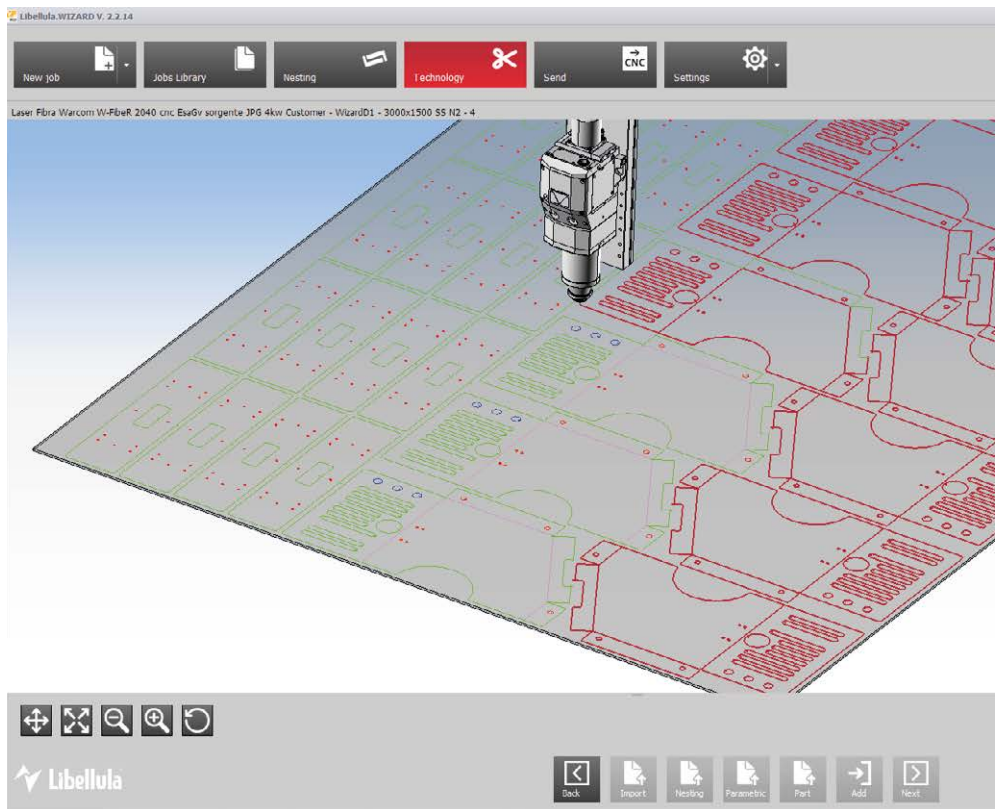 Libellula.WIZARD V. 2.2.14
New job
Jobs Library
Nesting
Technology
CNC
Send
Settings
Laser Fibra Warcom W-FibeR 2040 cnc EsaGv sorgente JPG 4kw Customer - WizardD1 - 3000x1500 SS N2 - 4
Libellula
Back
Import
Nesting
Parametric
Part
Add
Next